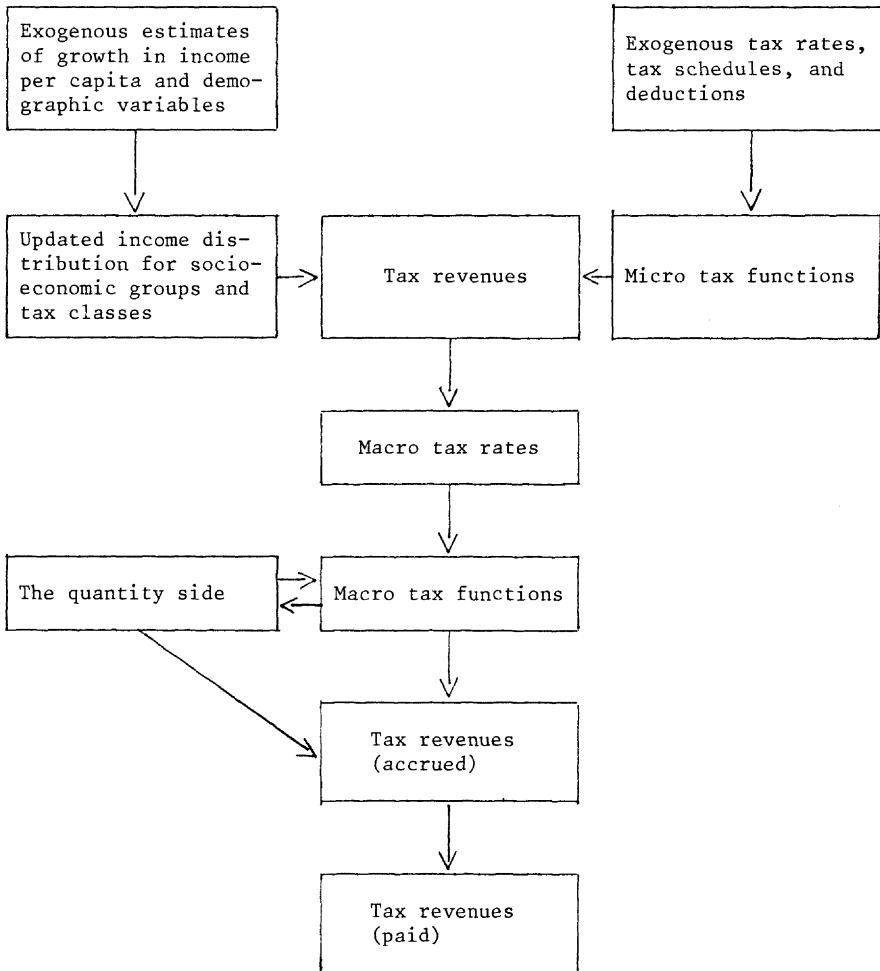 Exogenous estimates
of growth in income
per capita and demo-
graphic variables
Exogenous tax rates,
tax schedules, and
deductions
Updated income dis-
tribution for socio-
economic groups and
tax classes
Tax revenues
Micro tax functions
Macro tax rates
The quantity side
Macro tax functions
Tax revenues
(accrued)
Tax revenues
(paid)